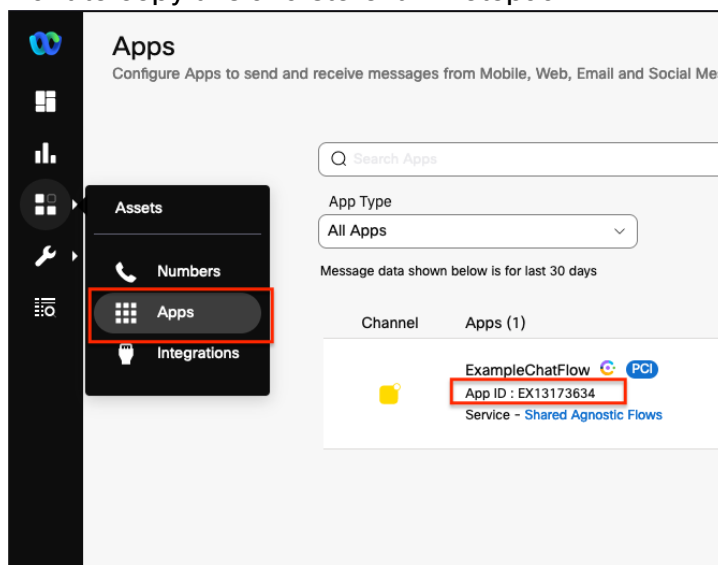 Apps
Configure Apps to send and receive messages from Mobile, Web, Email and Social Me
Search Apps
Assets
App Type
All Apps
Numbers
Message data shown below is for last 30 days
Apps
Channel
Apps (1)
Integrations
ExampleChatFlow PCI
App ID : EX13173634
Service - Shared Agnostic Flows